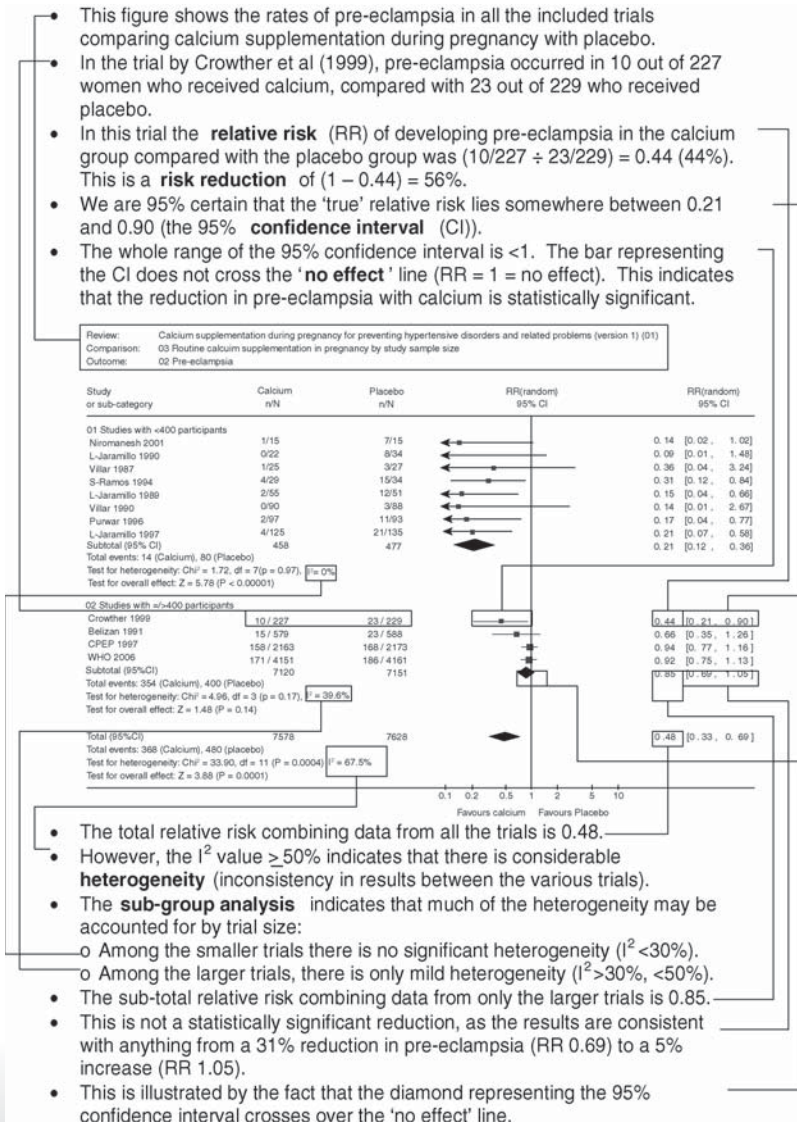 • This figure shows the rates of pre-eclampsia in all the included trials
comparing calcium supplementation during pregnancy with placebo.
• In the trial by Crowther et al (1999), pre-eclampsia occurred in 10 out of 227
women who received calcium, compared with 23 out of 229 who received
placebo.
• In this trial the relative risk (RR) of developing pre-eclampsia in the calcium
group compared with the placebo group was (10/227 ÷ 23/229) = 0.44 (44%).
This is a risk reduction of (1 – 0.44) = 56%.
• We are 95% certain that the 'true' relative risk lies somewhere between 0.21
and 0.90 (the 95% confidence interval (CI)).
• The whole range of the 95% confidence interval is <1. The bar representing
the CI does not cross the 'no effect' line (RR = 1 = no effect). This indicates
that the reduction in pre-eclampsia with calcium is statistically significant.
Review: Calcium supplementation during pregnancy for preventing hypertensive disorders and related problems (version 1) (01)
Comparison: 03 Routine calcuim supplementation in pregnancy by study sample size
Outcome: 02 Pre-eclampsia
Study Calcium Placebo RR(random) RR(random)
or sub-category n/N n/N 95% CI 95% CI
01 Studies with <400 participants
Niromanesh 2001 1/15 7/15 0.14 [0.02 , 1.02]
L-Jaramillo 1990 0/22 8/34 0.09 [0.01 , 1.48]
Villar 1987 1/25 3/27 0.36 [0.04 , 3.24]
S-Ramos 1994 4/29 15/34 0.31 [0.12 , 0.84]
L-Jaramillo 1989 2/55 12/51 0.15 [0.04 , 0.66]
Villar 1990 0/90 3/88 0.14 [0.01 , 2.67]
Purwar 1996 2/97 11/93 0.17 [0.04 , 0.77]
L-Jaramillo 1997 4/125 21/135 0.21 [0.07 , 0.58]
Subtotal (95% CI) 458 477 0.21 [0.12 , 0.36]
Total events: 14 (Calcium), 80 (Placebo)
Test for heterogeneity: Chi² = 1.72, df = 7(p = 0.97), I²= 0%
Test for overall effect: Z = 5.78 (P < 0.00001)
02 Studies with =/>400 participants
Crowther 1999 10 / 227 23 / 229 0.44 [0.21 , 0.90]
Belizan 1991 15 / 579 23 / 588 0.66 [0.35 , 1.26]
CPEP 1997 158 / 2163 168 / 2173 0.94 [0.77 , 1.16]
WHO 2006 171 / 4151 186 / 4161 0.92 [0.75 , 1.13]
Subtotal (95%CI) 7120 7151 0.85 [0.69 , 1.05]
Total events: 354 (Calcium), 400 (Placebo)
Test for heterogeneity: Chi² = 4.96, df = 3 (p = 0.17), I² = 39.6%
Test for overall effect: Z = 1.48 (P = 0.14)
Total (95%CI) 7578 7628 0.48 [0.33 , 0.69]
Total events: 368 (Calcium), 480 (placebo)
Test for heterogeneity: Chi² = 33.90, df = 11 (P = 0.0004) I² = 67.5%
Test for overall effect: Z = 3.88 (P = 0.0001)
0.1 0.2 0.5 1 2 5 10
Favours calcium Favours Placebo
• The total relative risk combining data from all the trials is 0.48.
• However, the I² value ≥50% indicates that there is considerable
heterogeneity (inconsistency in results between the various trials).
• The sub-group analysis indicates that much of the heterogeneity may be
accounted for by trial size:
o Among the smaller trials there is no significant heterogeneity (I² <30%).
o Among the larger trials, there is only mild heterogeneity (I²>30%, <50%).
• The sub-total relative risk combining data from only the larger trials is 0.85.
• This is not a statistically significant reduction, as the results are consistent
with anything from a 31% reduction in pre-eclampsia (RR 0.69) to a 5%
increase (RR 1.05).
• This is illustrated by the fact that the diamond representing the 95%
confidence interval crosses over the 'no effect' line.